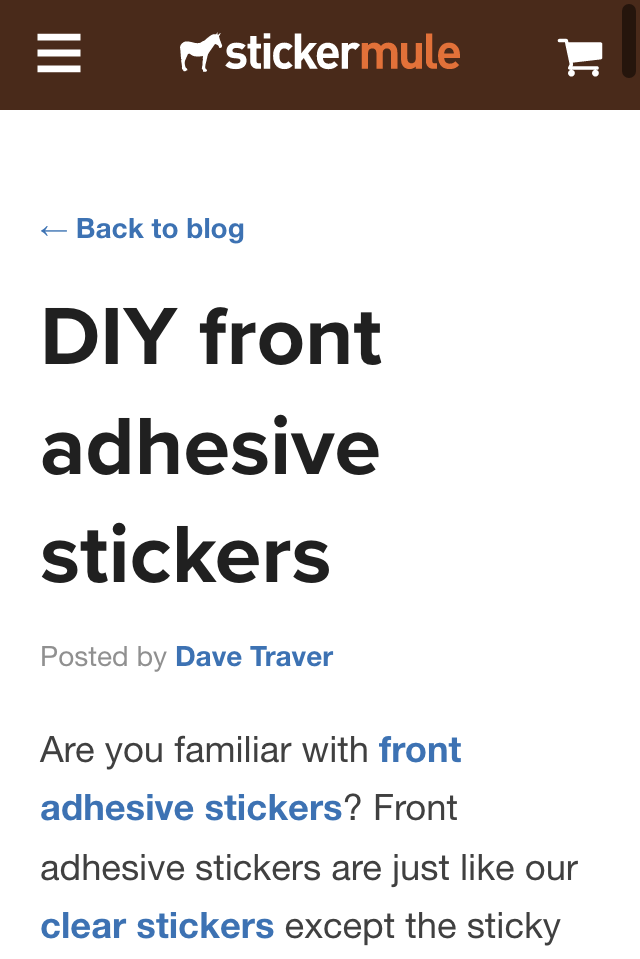 stickermule
← Back to blog
DIY front
adhesive
stickers
Posted by Dave Traver
Are you familiar with front
adhesive stickers? Front
adhesive stickers are just like our
clear stickers except the sticky